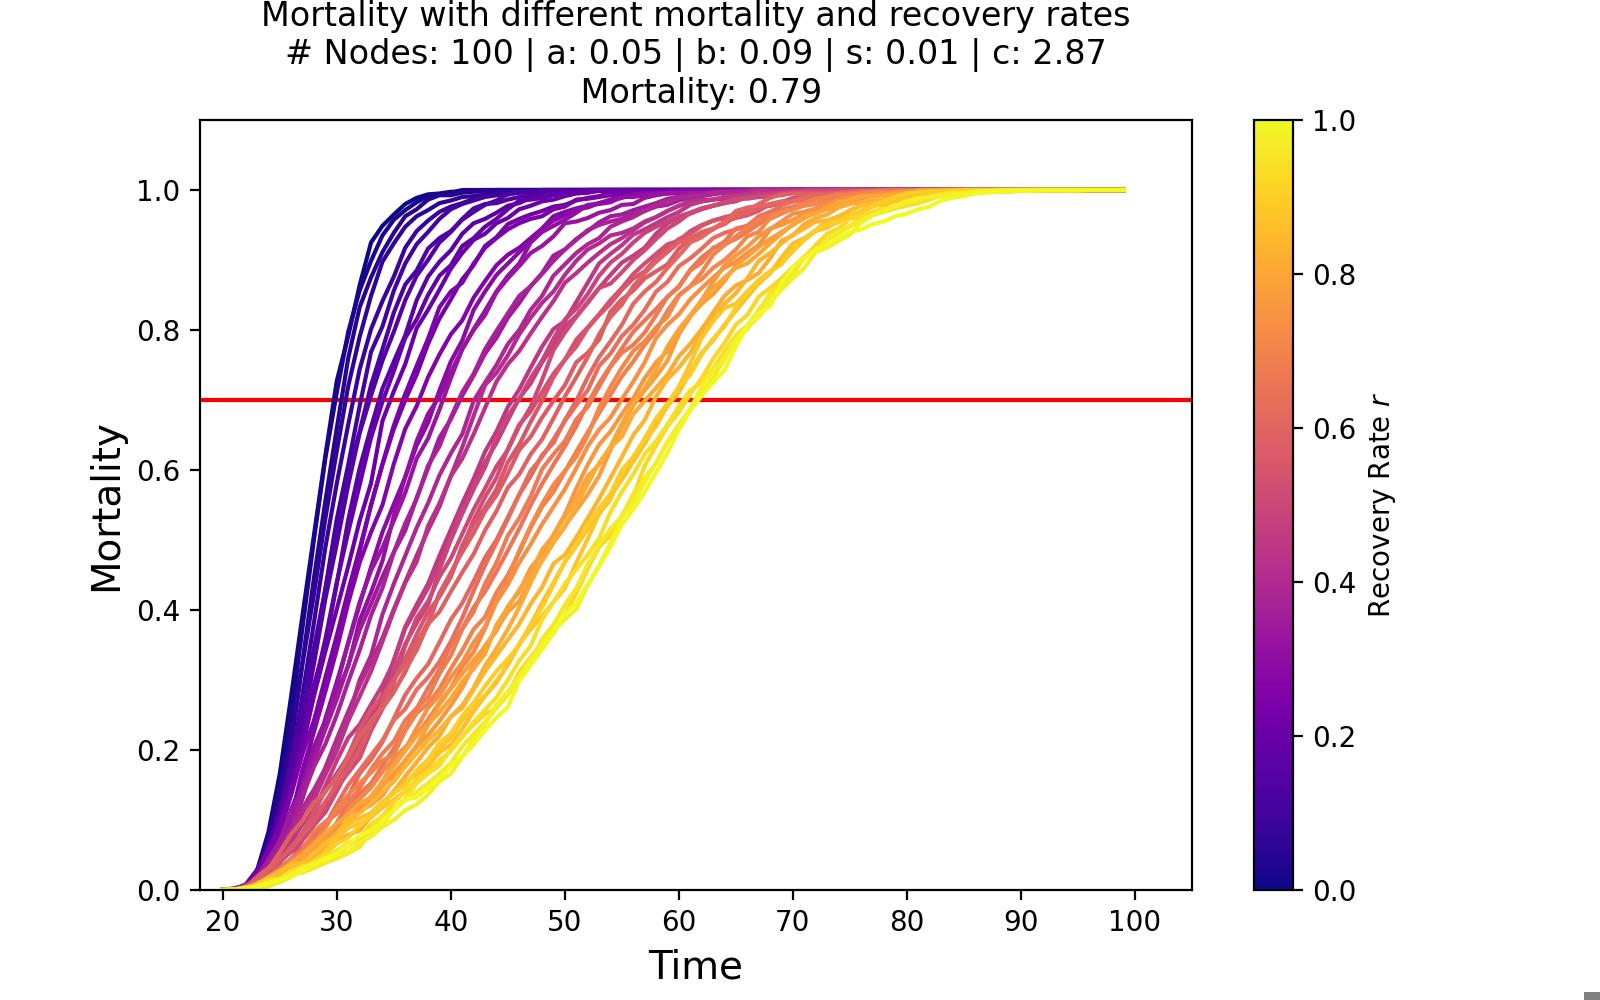 Mortality with different mortality and recovery rates
# Nodes: 100 | a: 0.05 | b: 0.09 | s: 0.01 | c: 2.87
Mortality: 0.79
1.0
0.8
0.6
0.4
0.2
0.0
Mortality
20 30 40 50 60 70 80 90 100
Time
1.0
0.8
0.6
0.4
0.2
0.0
Recovery Rate r